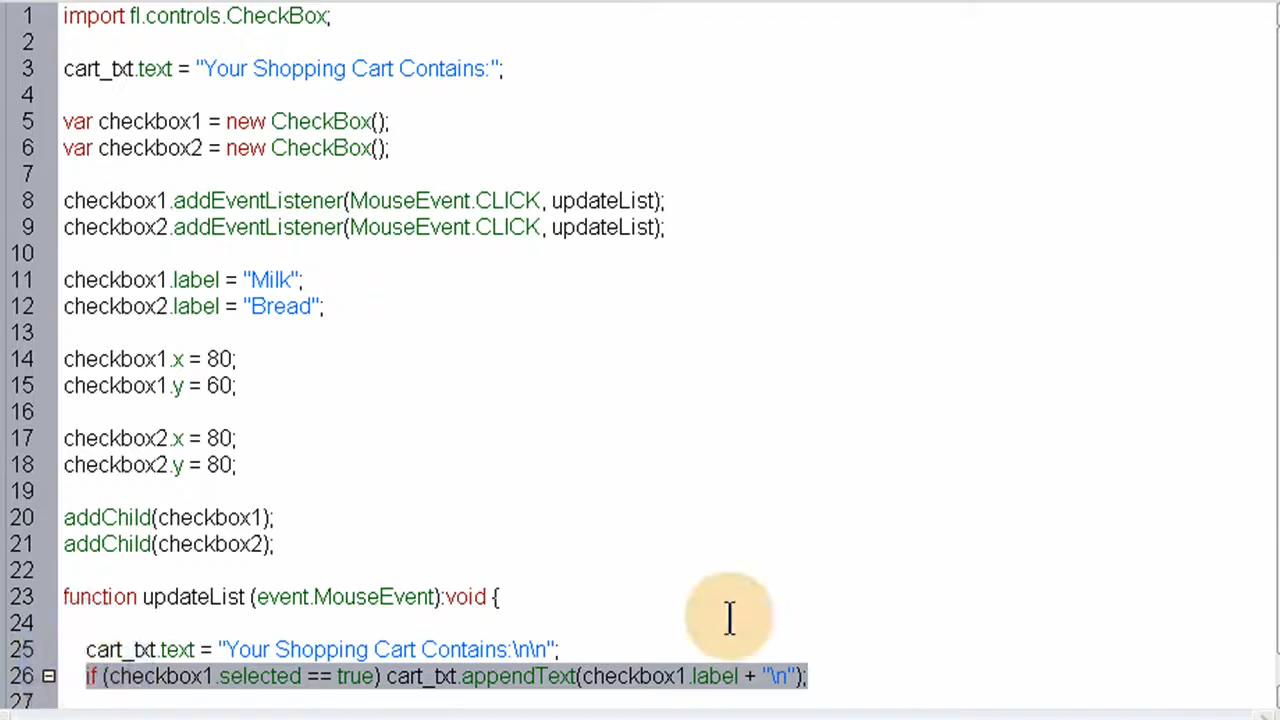 1 import fl.controls.CheckBox;
2
3 cart_txt.text = "Your Shopping Cart Contains:";
4
5 var checkbox1 = new CheckBox();
6 var checkbox2 = new CheckBox();
7
8 checkbox1.addEventListener(MouseEvent.CLICK, updateList);
9 checkbox2.addEventListener(MouseEvent.CLICK, updateList);
10
11 checkbox1.label = "Milk";
12 checkbox2.label = "Bread";
13
14 checkbox1.x = 80;
15 checkbox1.y = 60;
16
17 checkbox2.x = 80;
18 checkbox2.y = 80;
19
20 addChild(checkbox1);
21 addChild(checkbox2);
22
23 function updateList (event.MouseEvent):void {
24
25 cart_txt.text = "Your Shopping Cart Contains:\n\n";
26 if (checkbox1.selected == true) cart_txt.appendText(checkbox1.label + "\n");
27